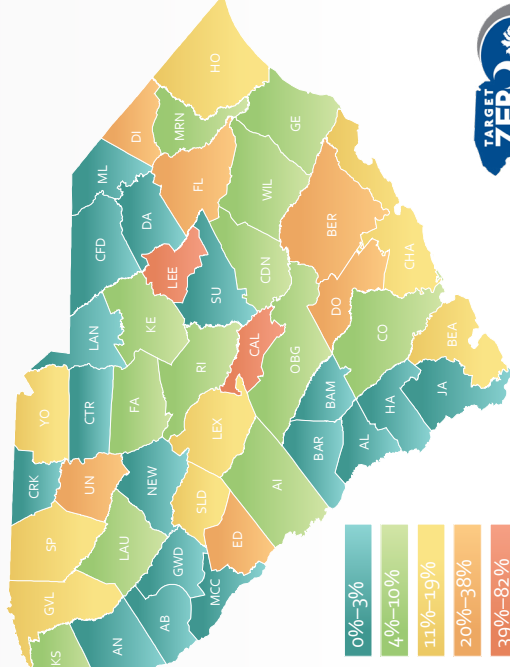 HO
DI
MRN
ML
FL
GE
DA
WIL
CFD
BER
LEE
SU
CDN
CHA
LAN
KE
DO
CAL
RI
OBG
CO
BEA
YO
CTR
FA
LEX
BAM
HA
JA
CRK
UN
NEW
SLD
AI
BAR
AL
SP
LAU
GWD
ED
GVL
AB
MCC
AN
KS
0%–3%
4%–10%
11%–19%
20%–38%
39%–82%
TARGET